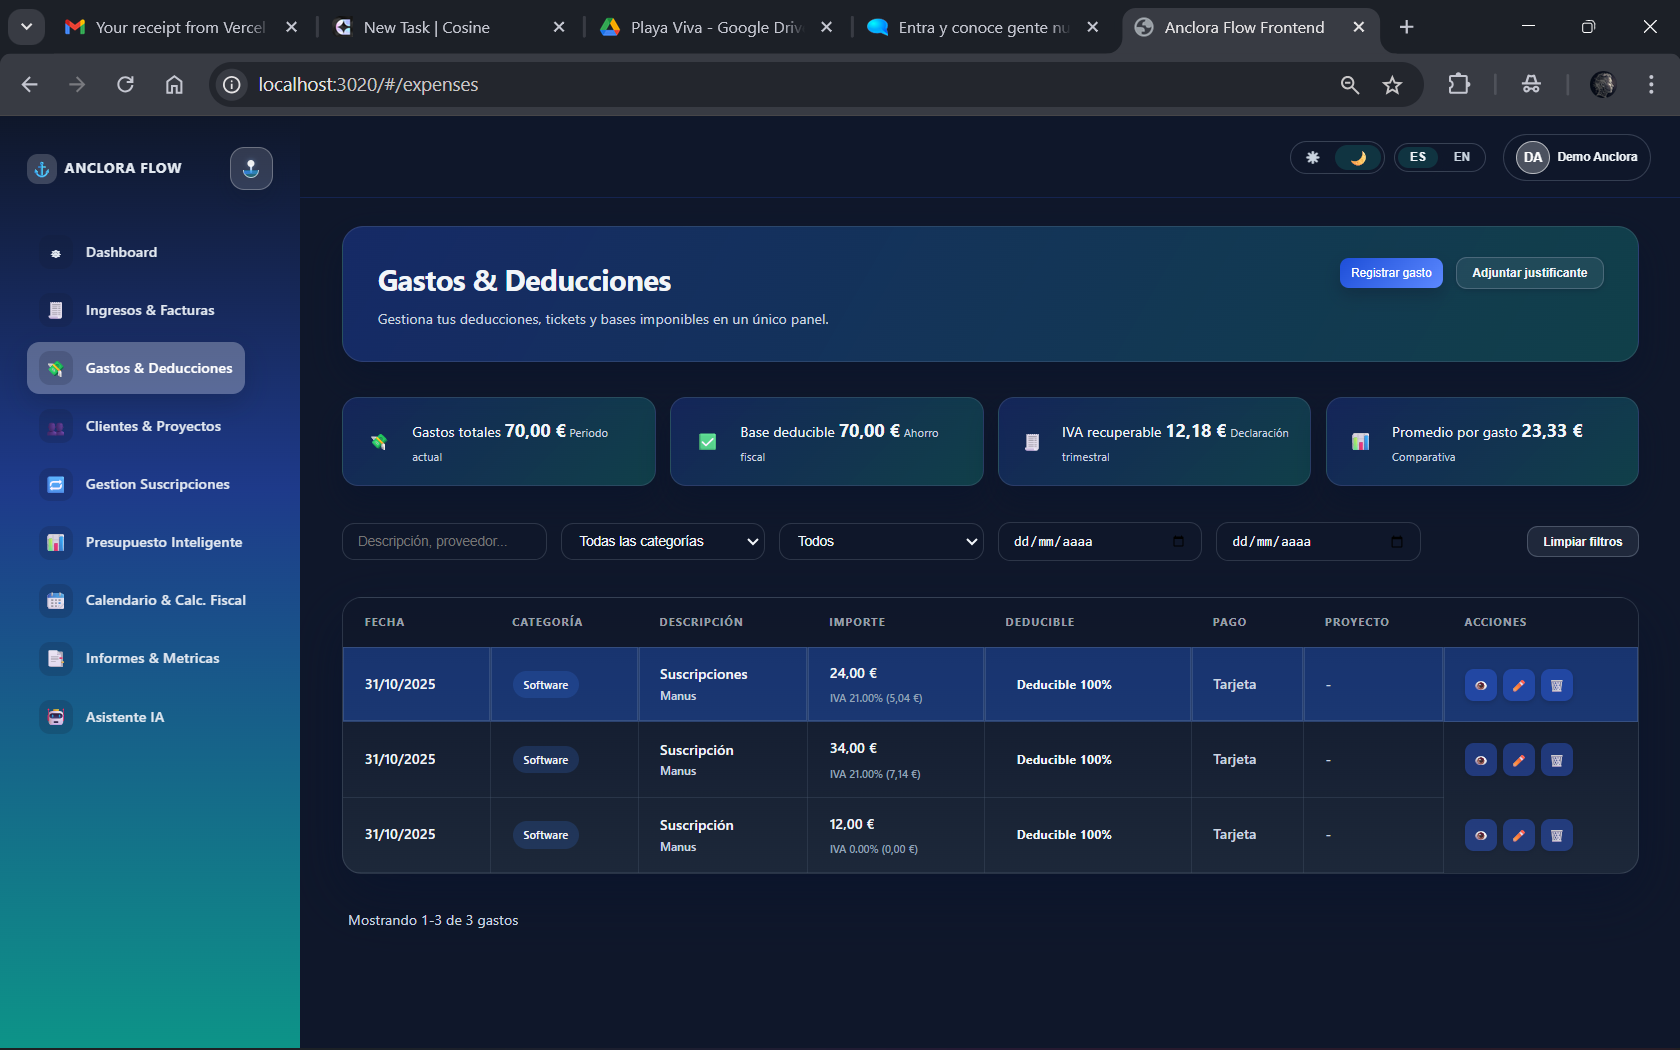 Your receipt from Vercel
New Task | Cosine
Playa Viva - Google Driv
Entra y conoce gente nu
Anclora Flow Frontend
localhost:3020/#/expenses
ANCLORA FLOW
ES
EN
DA
Demo Anclora
Dashboard
Ingresos & Facturas
Gastos & Deducciones
Clientes & Proyectos
Gestion Suscripciones
Presupuesto Inteligente
Calendario & Calc. Fiscal
Informes & Metricas
Asistente IA
Gastos & Deducciones
Gestiona tus deducciones, tickets y bases imponibles en un único panel.
Registrar gasto
Adjuntar justificante
Gastos totales 70,00 € Periodo
actual
Base deducible 70,00 € Ahorro
fiscal
IVA recuperable 12,18 € Declaración
trimestral
Promedio por gasto 23,33 €
Comparativa
Descripción, proveedor...
Todas las categorías
Todos
dd/mm/aaaa
dd/mm/aaaa
Limpiar filtros
FECHA CATEGORÍA DESCRIPCIÓN IMPORTE DEDUCIBLE PAGO PROYECTO ACCIONES
31/10/2025
Software
Suscripciones
Manus
24,00 €
IVA 21.00% (5,04 €)
Deducible 100%
Tarjeta
-
31/10/2025
Software
Suscripción
Manus
34,00 €
IVA 21.00% (7,14 €)
Deducible 100%
Tarjeta
-
31/10/2025
Software
Suscripción
Manus
12,00 €
IVA 0.00% (0,00 €)
Deducible 100%
Tarjeta
-
Mostrando 1-3 de 3 gastos